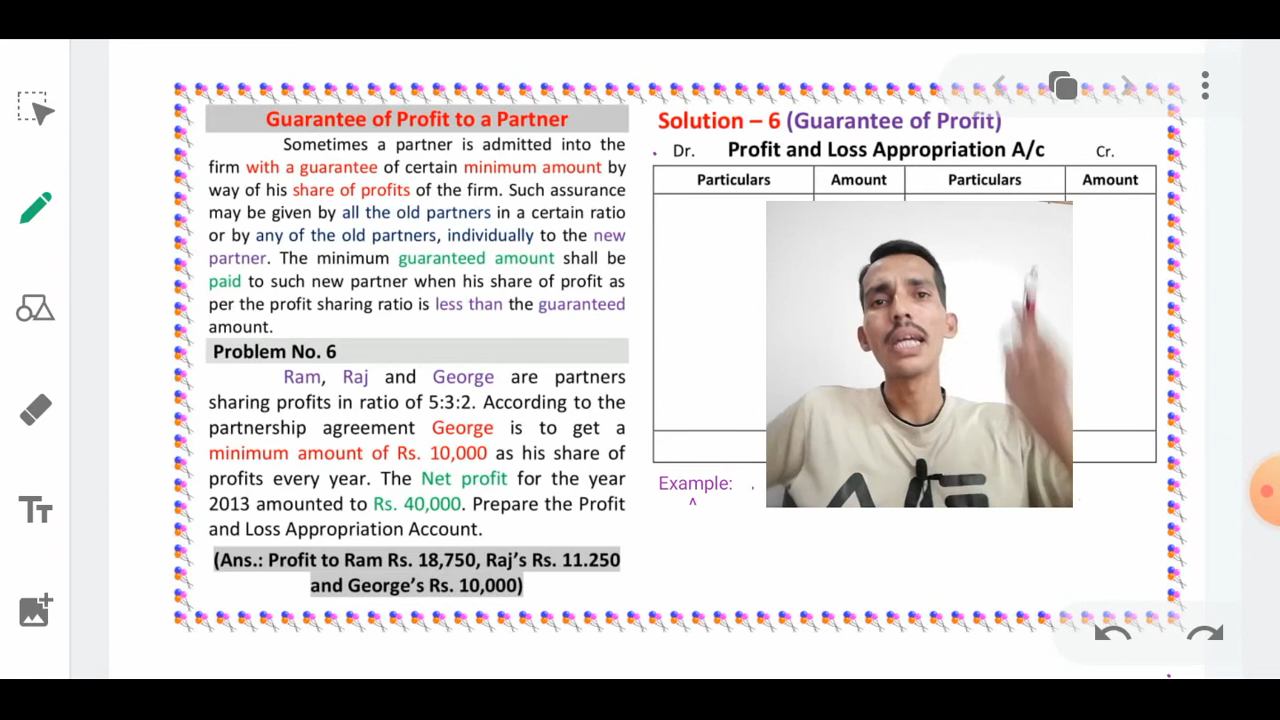 Guarantee of Profit to a Partner
Sometimes a partner is admitted into the
firm with a guarantee of certain minimum amount by
way of his share of profits of the firm. Such assurance
may be given by all the old partners in a certain ratio
or by any of the old partners, individually to the new
partner. The minimum guaranteed amount shall be
paid to such new partner when his share of profit as
per the profit sharing ratio is less than the guaranteed
amount.
Problem No. 6
Ram, Raj and George are partners
sharing profits in ratio of 5:3:2. According to the
partnership agreement George is to get a
minimum amount of Rs. 10,000 as his share of
profits every year. The Net profit for the year
2013 amounted to Rs. 40,000. Prepare the Profit
and Loss Appropriation Account.
(Ans.: Profit to Ram Rs. 18,750, Raj’s Rs. 11.250
and George’s Rs. 10,000)
Solution – 6 (Guarantee of Profit)
Dr. Profit and Loss Appropriation A/c Cr.
Particulars Amount Particulars Amount
Example:
TT